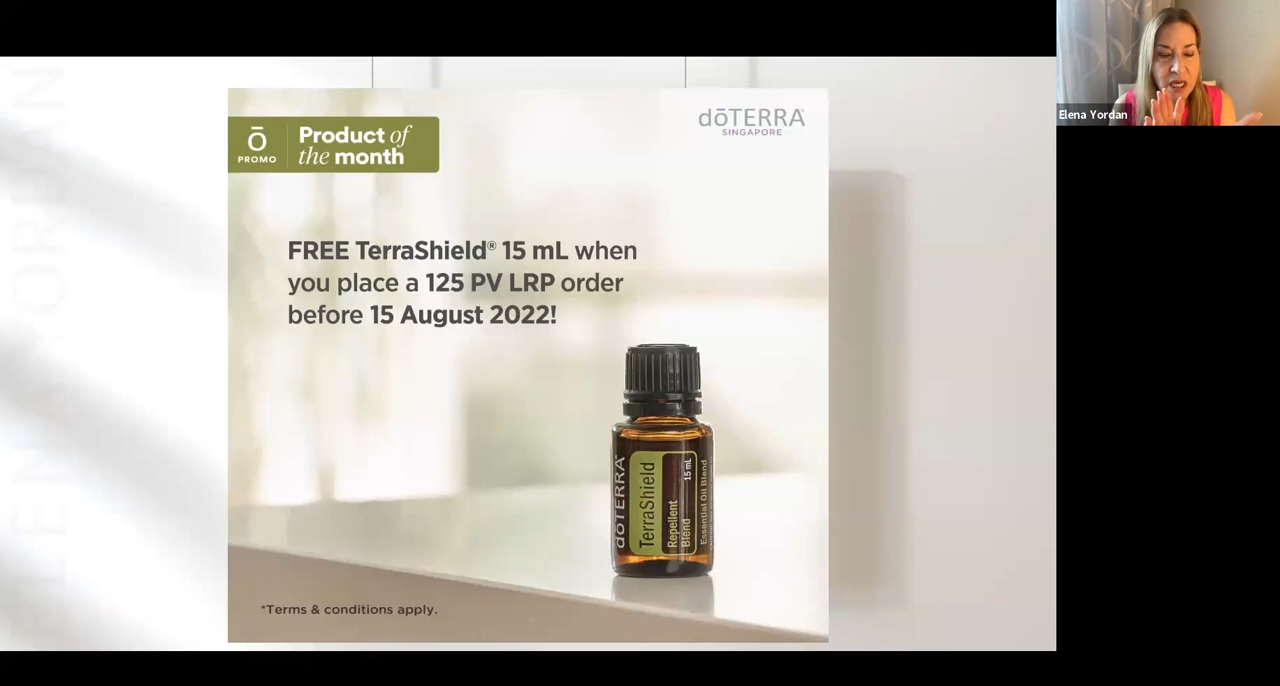 dōTERRA®
SINGAPORE
Ō
PROMO
Product of
the month
FREE TerraShield® 15 mL when
you place a 125 PV LRP order
before 15 August 2022!
dōTERRA®
TerraShield
Repellent
Blend
15 mL
Essential Oil Blend
*Terms & conditions apply.
Elena Yordan